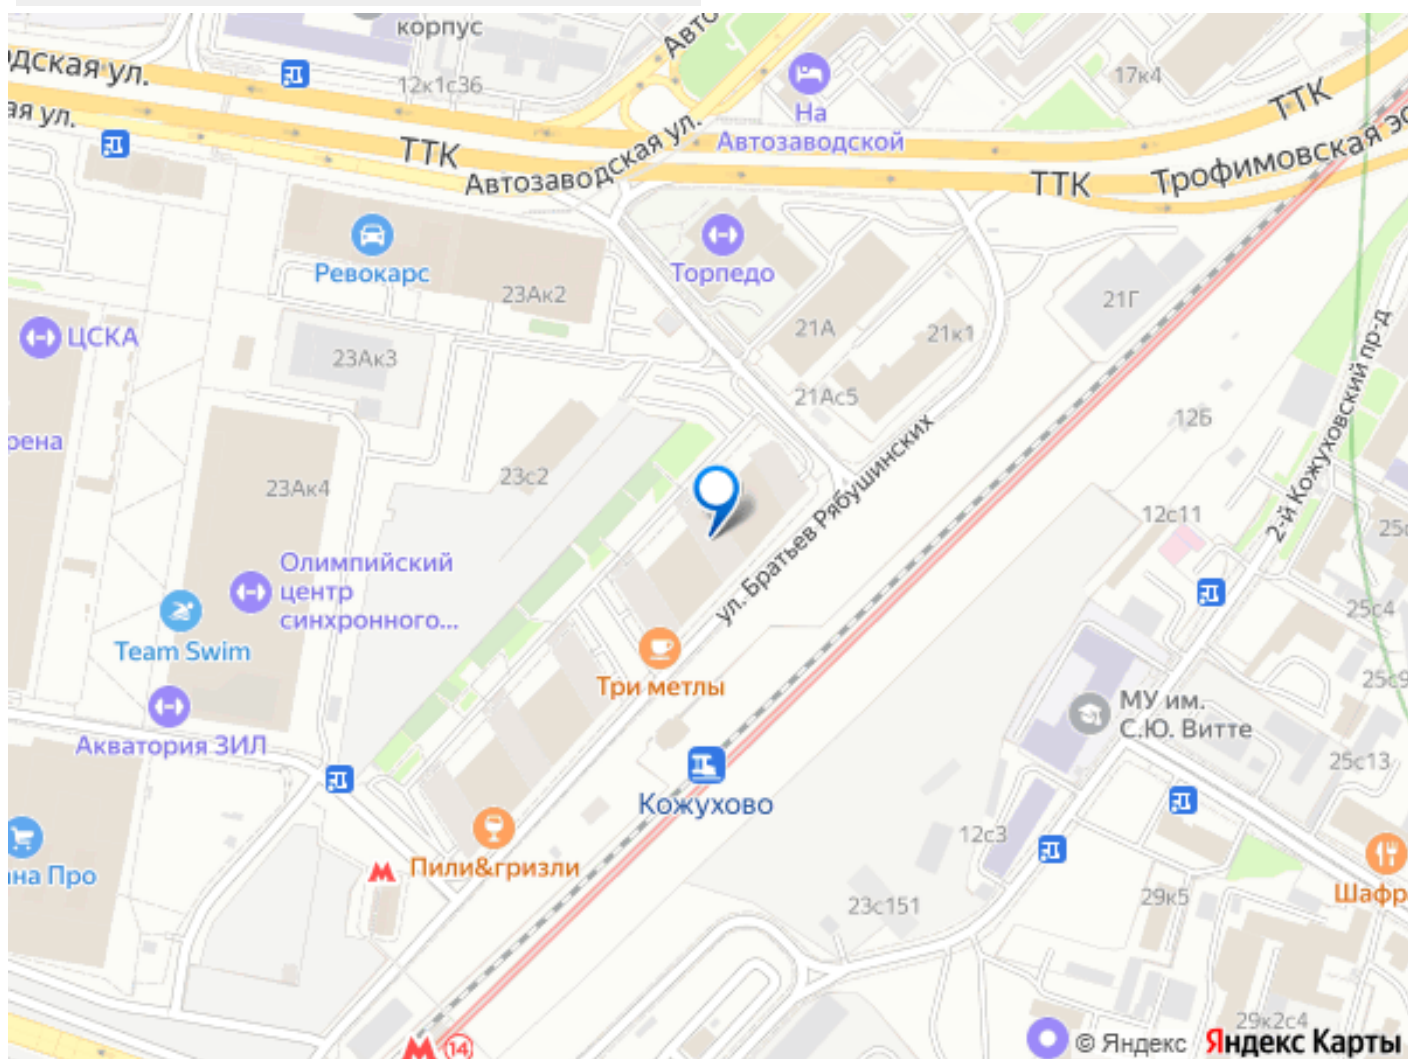 корпус
Авто
дская ул.
12к1с36
17к4
На
Автозаводской
ТТК
ая ул.
ТТК
Автозаводская ул.
ТТК
Трофимовская эс
Ревокарс
Торпедо
23Ак2
21Г
21А
21к1
ЦСКА
23Ак3
21Ас5
2-й Кожуховский пр-д
12Б
рена
23с2
23Ак4
ул. Братьев Рябушинских
12с11
25с
Олимпийский
центр
синхронного...
25с4
Team Swim
Три метлы
25с9
МУ им.
С.Ю. Витте
Акватория ЗИЛ
25с13
Кожухово
12с3
Пили&гризли
на Про
Шафр
29к5
23с151
29к2с4
14
© Яндекс
Яндекс Карты